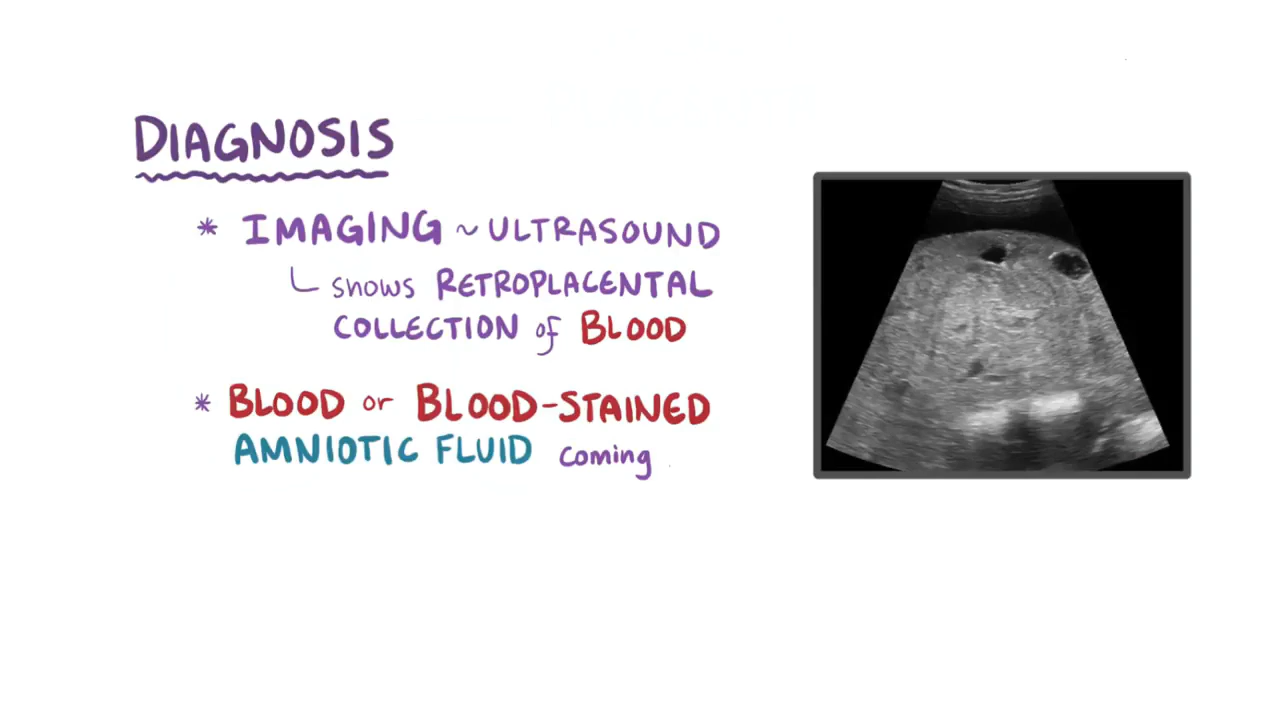 DIAGNOSIS
* IMAGING ~ ULTRASOUND
shows RETROPLACENTAL
COLLECTION of BLOOD
* BLOOD or BLOOD-STAINED
AMNIOTIC FLUID coming